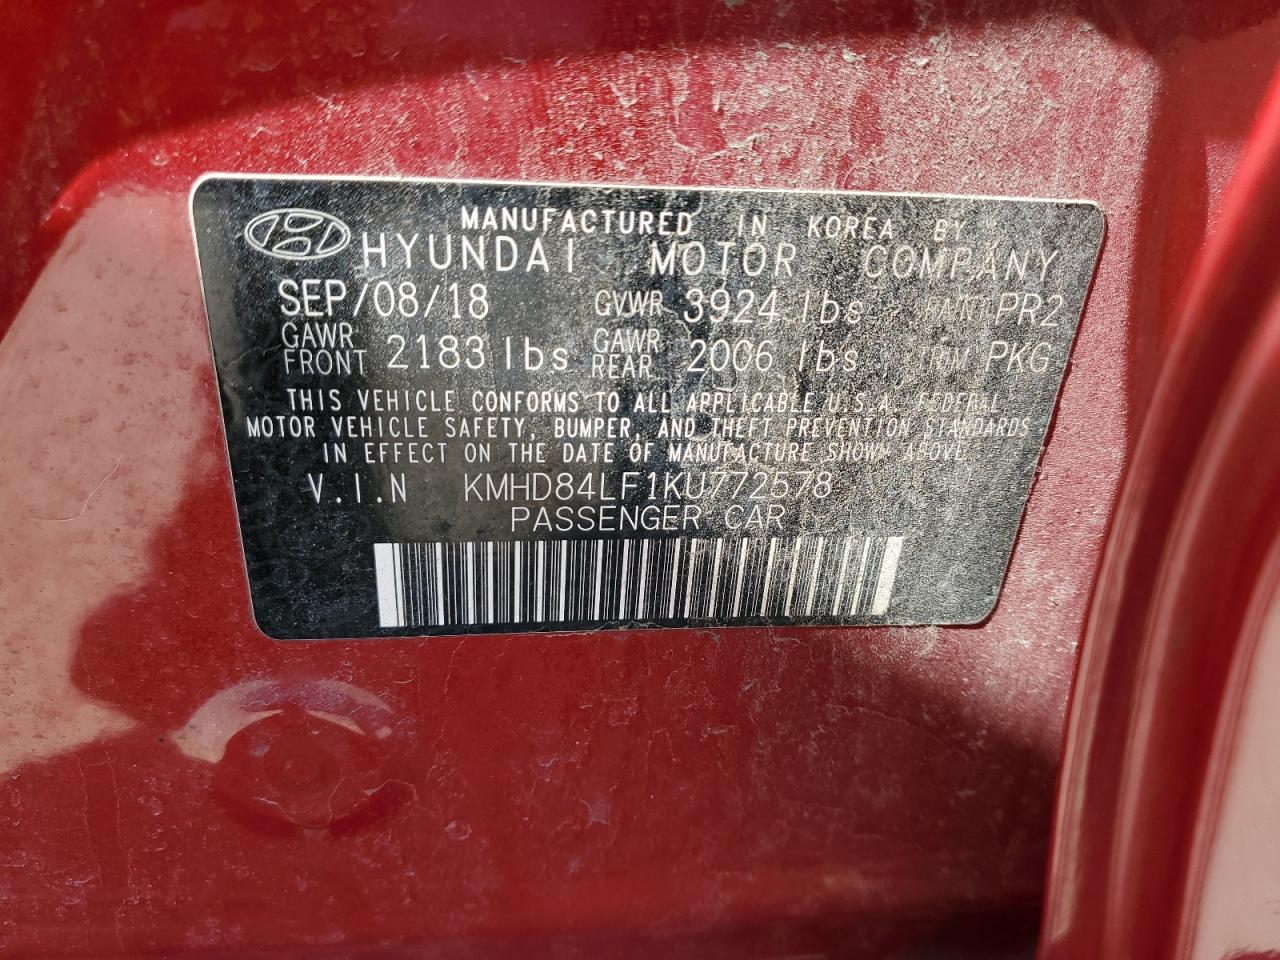 MANUFACTURED IN KOREA BY
HYUNDAI MOTOR COMPANY
SEP/08/18 GVWR 3924 lbs PAINT PR2
GAWR FRONT 2183 lbs GAWR REAR 2006 lbs TRIM PKG
THIS VEHICLE CONFORMS TO ALL APPLICABLE U.S.A. FEDERAL
MOTOR VEHICLE SAFETY, BUMPER, AND THEFT PREVENTION STANDARDS
IN EFFECT ON THE DATE OF MANUFACTURE SHOWN ABOVE
V.I.N KMHD84LF1KU772578
PASSENGER CAR